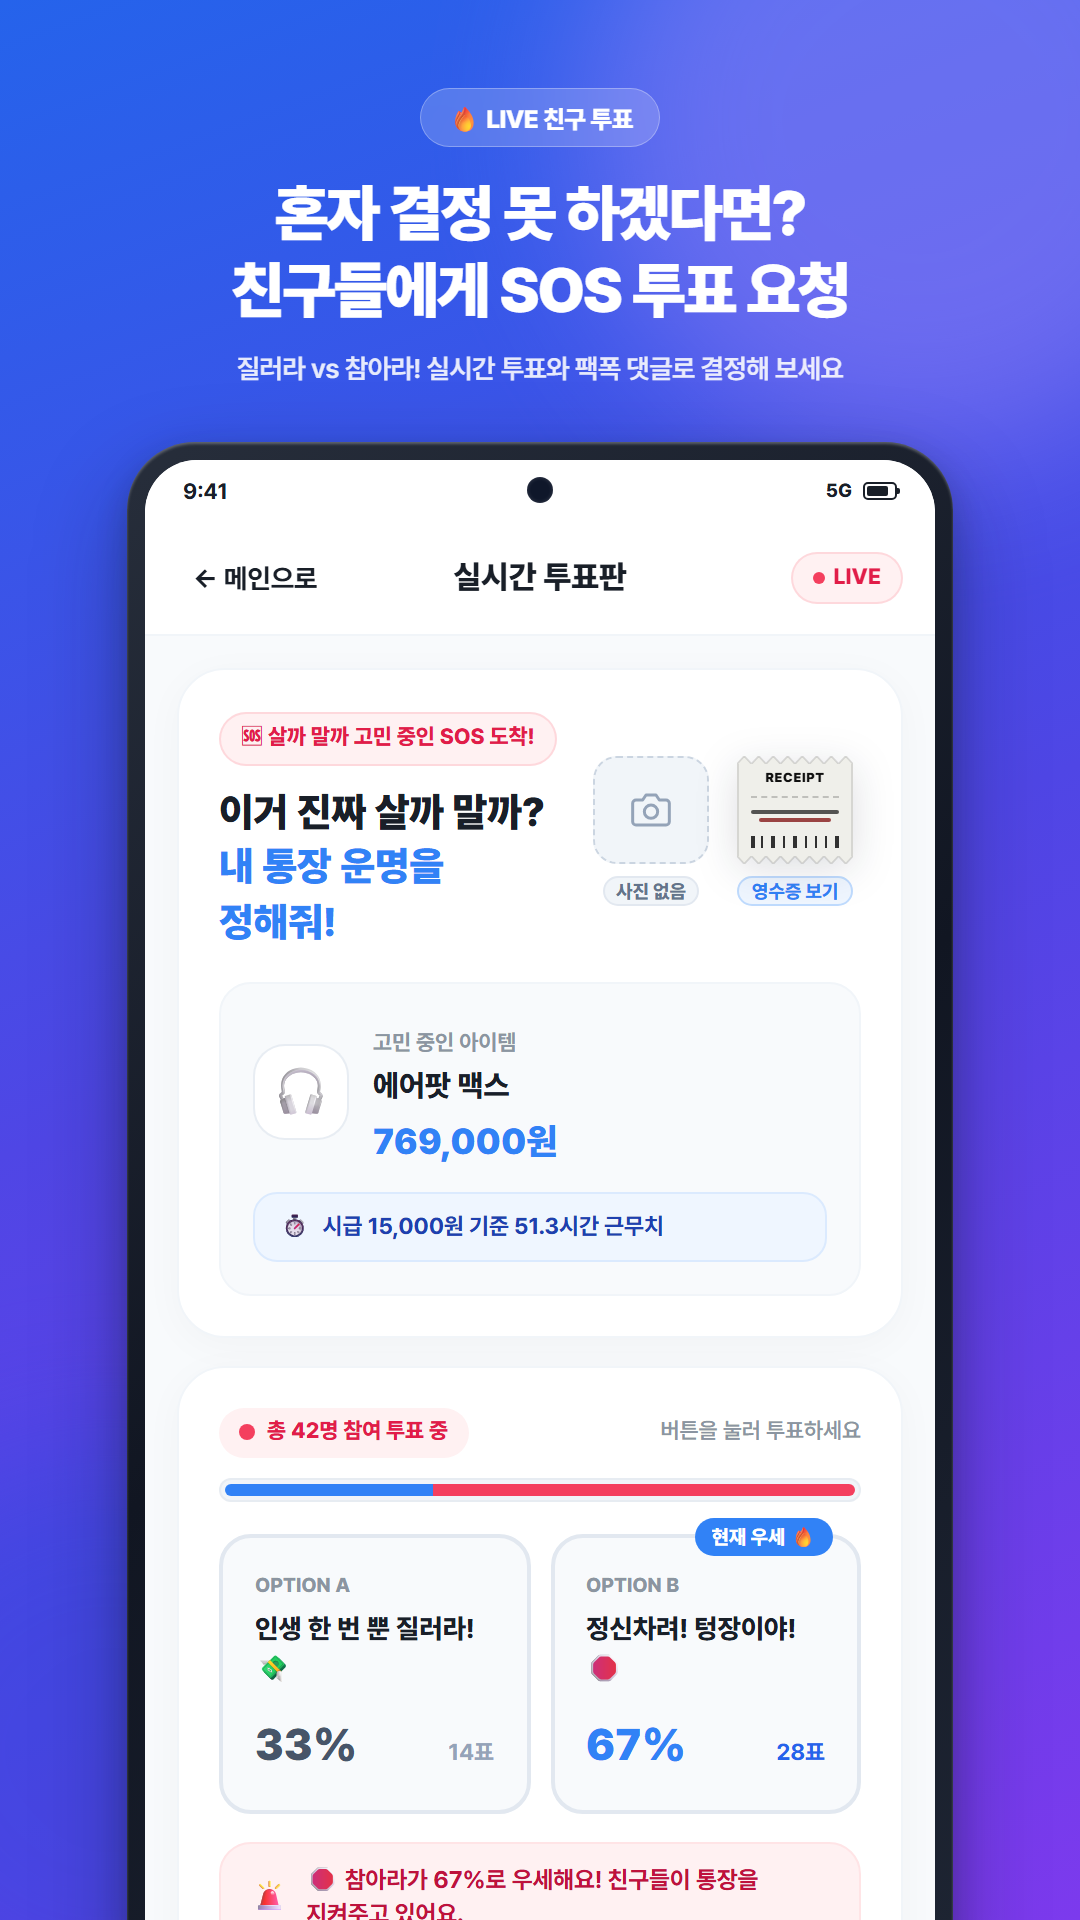 🔥 LIVE 친구 투표
혼자 결정 못 하겠다면?
친구들에게 SOS 투표 요청
질러라 vs 참아라! 실시간 투표와 팩폭 댓글로 결정해 보세요
9:41
5G
← 메인으로
실시간 투표판
LIVE
🆘 살까 말까 고민 중인 SOS 도착!
이거 진짜 살까 말까?
내 통장 운명을
정해줘!
사진 없음
RECEIPT
영수증 보기
고민 중인 아이템
에어팟 맥스
769,000원
⏱ 시급 15,000원 기준 51.3시간 근무치
총 42명 참여 투표 중
버튼을 눌러 투표하세요
OPTION A
인생 한 번 뿐 질러라!
💸
33%
14표
현재 우세 🔥
OPTION B
정신차려! 텅장이야!
🛑
67%
28표
🚨 🛑 참아라가 67%로 우세해요! 친구들이 통장을
지켜주고 있어요.